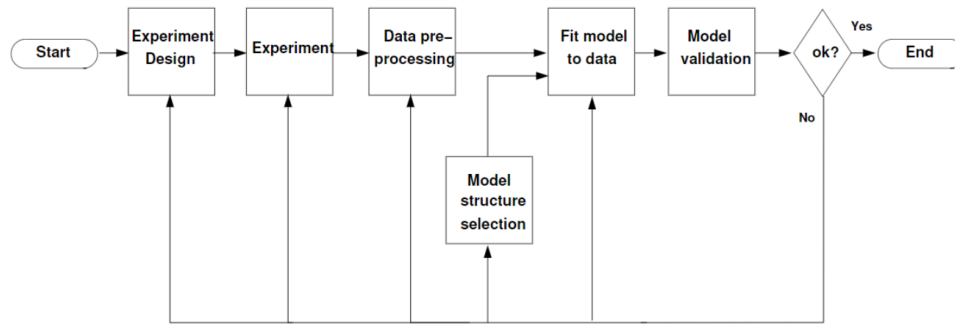 Start
Experiment
Design
Experiment
Data pre-
processing
Fit model
to data
Model
validation
ok?
Yes
End
No
Model
structure
selection